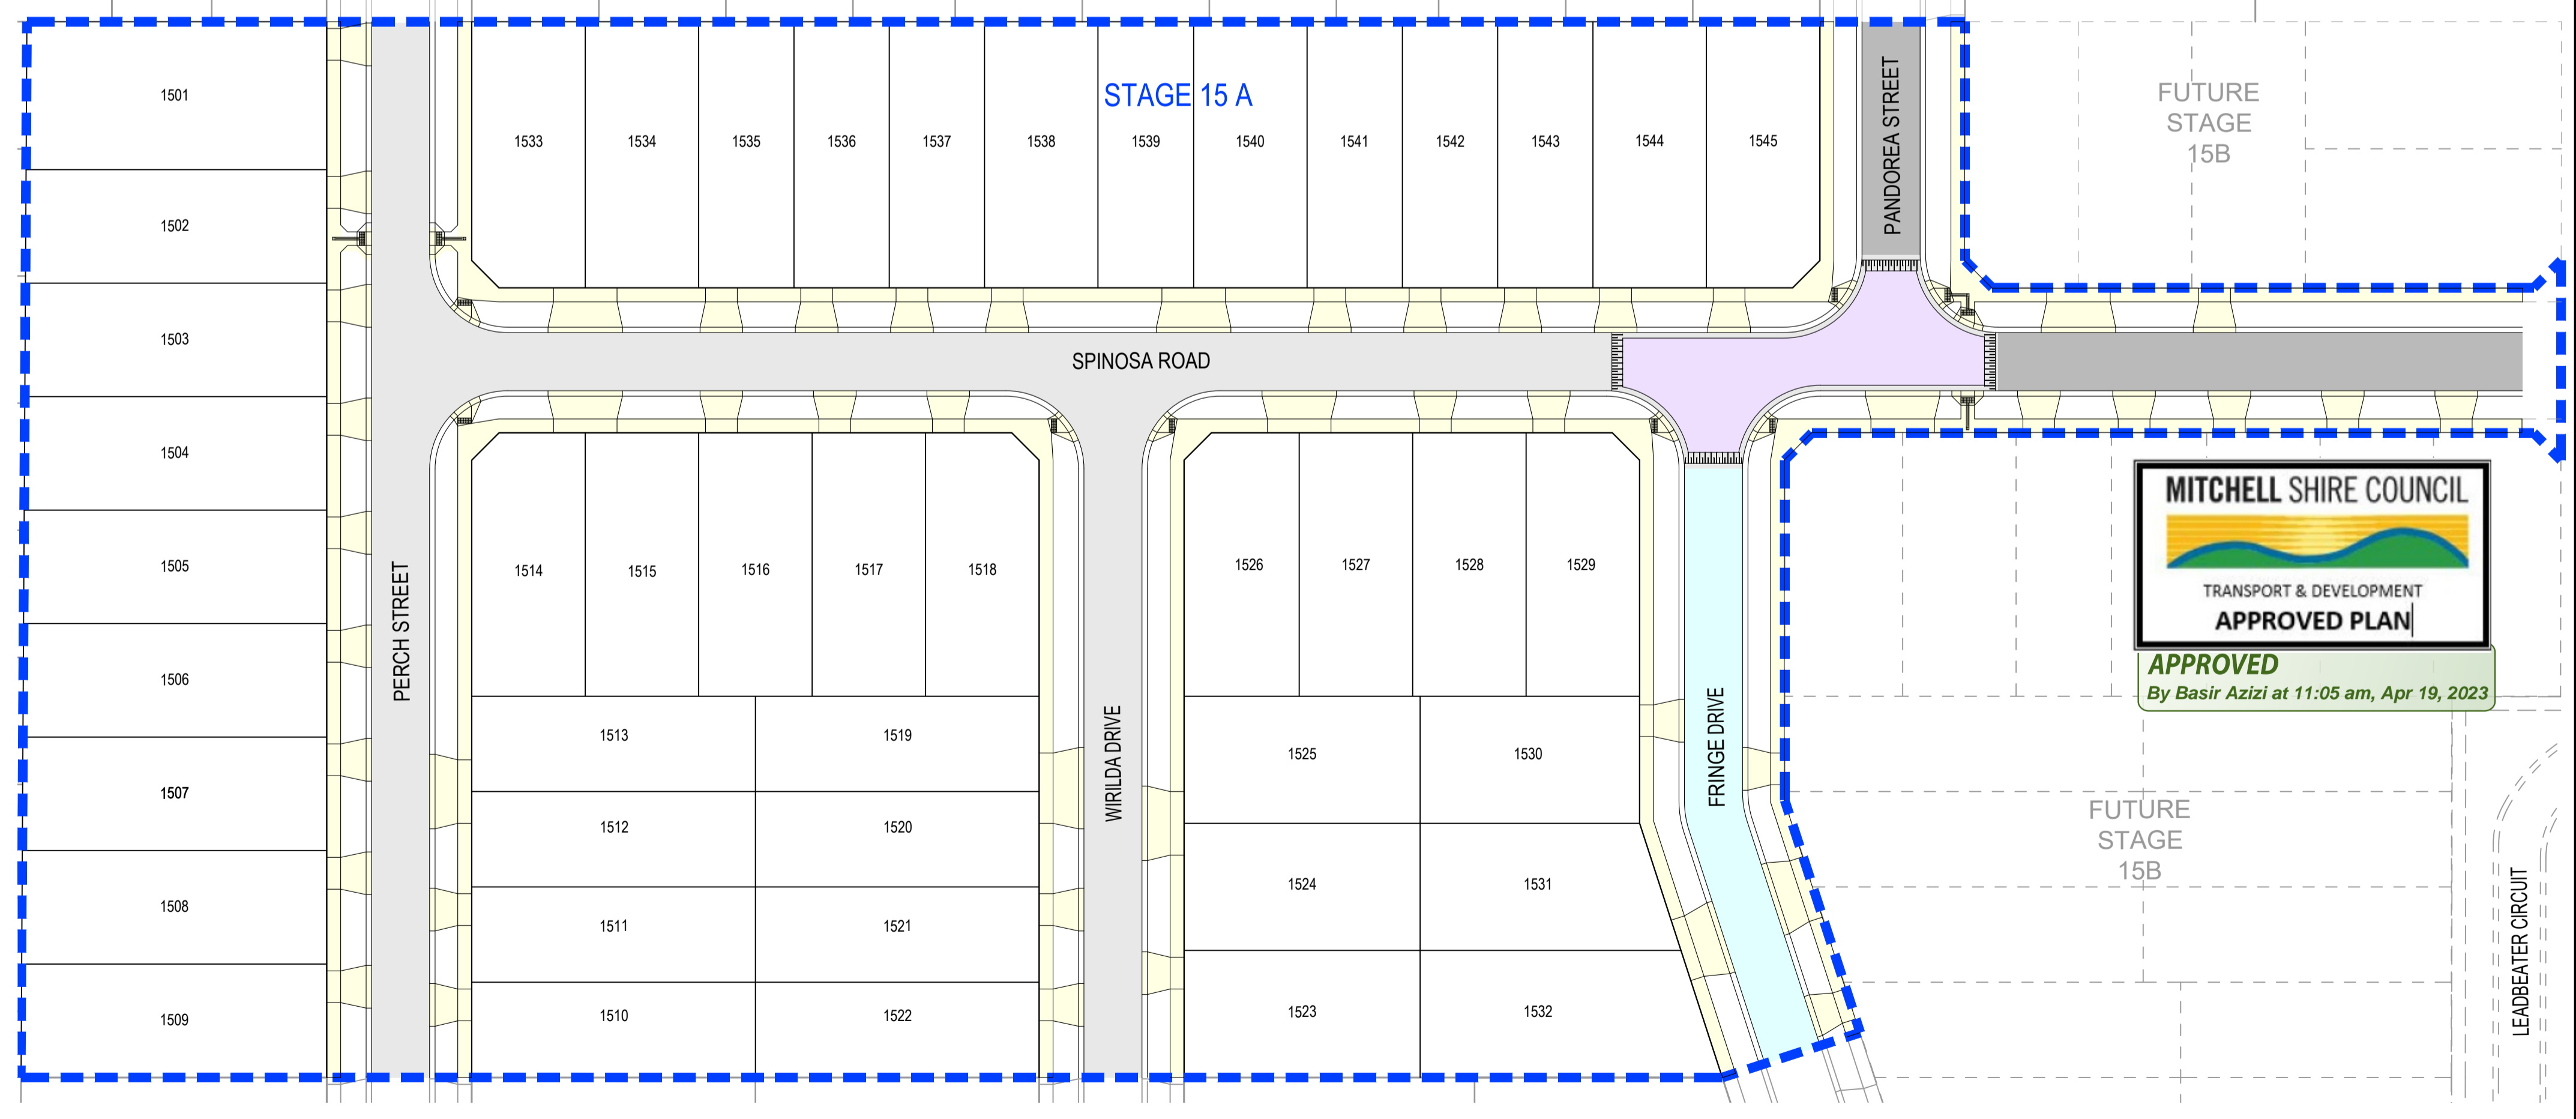 STAGE 15 A
1501
1502
1503
1504
1505
1506
1507
1508
1509
PERCH STREET
1533
1534
1535
1536
1537
1538
1539
1540
1541
1542
1543
1544
1545
PANDOREA STREET
FUTURE
STAGE
15B
SPINOSA ROAD
1514
1515
1516
1517
1518
1513
1519
1512
1520
1511
1521
1510
1522
WIRILDA DRIVE
1526
1527
1528
1529
1525
1530
1524
1531
1523
1532
FRINGE DRIVE
MITCHELL SHIRE COUNCIL
TRANSPORT & DEVELOPMENT
APPROVED PLAN
APPROVED
By Basir Azizi at 11:05 am, Apr 19, 2023
FUTURE
STAGE
15B
LEADBEATER CIRCUIT